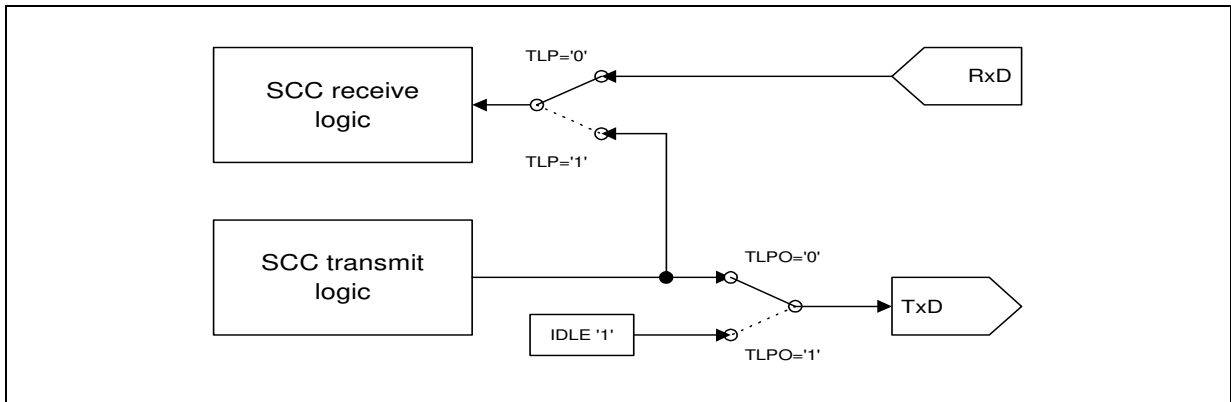 TLP='0'
RxD
SCC receive
logic
TLP='1'
SCC transmit
logic
TLPO='0'
TxD
IDLE '1'
TLPO='1'